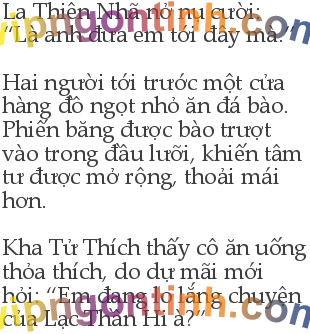 La Thiên Nhã nở nụ cười:
“Là anh đưa em tới đây mà.”
Hai người tới trước một cửa
hàng đồ ngọt nhỏ ăn đá bào.
Phiến băng được bào trượt
vào trong đầu lưỡi, khiến tâm
tư được mở rộng, thoải mái
hơn.
Kha Tử Thích thấy cô ăn uống
thỏa thích, do dự mãi mới
hỏi: “Em đang lo lắng chuyện
của Lạc Thần Hi à?”
vipngontinh.com
vipngontinh.com